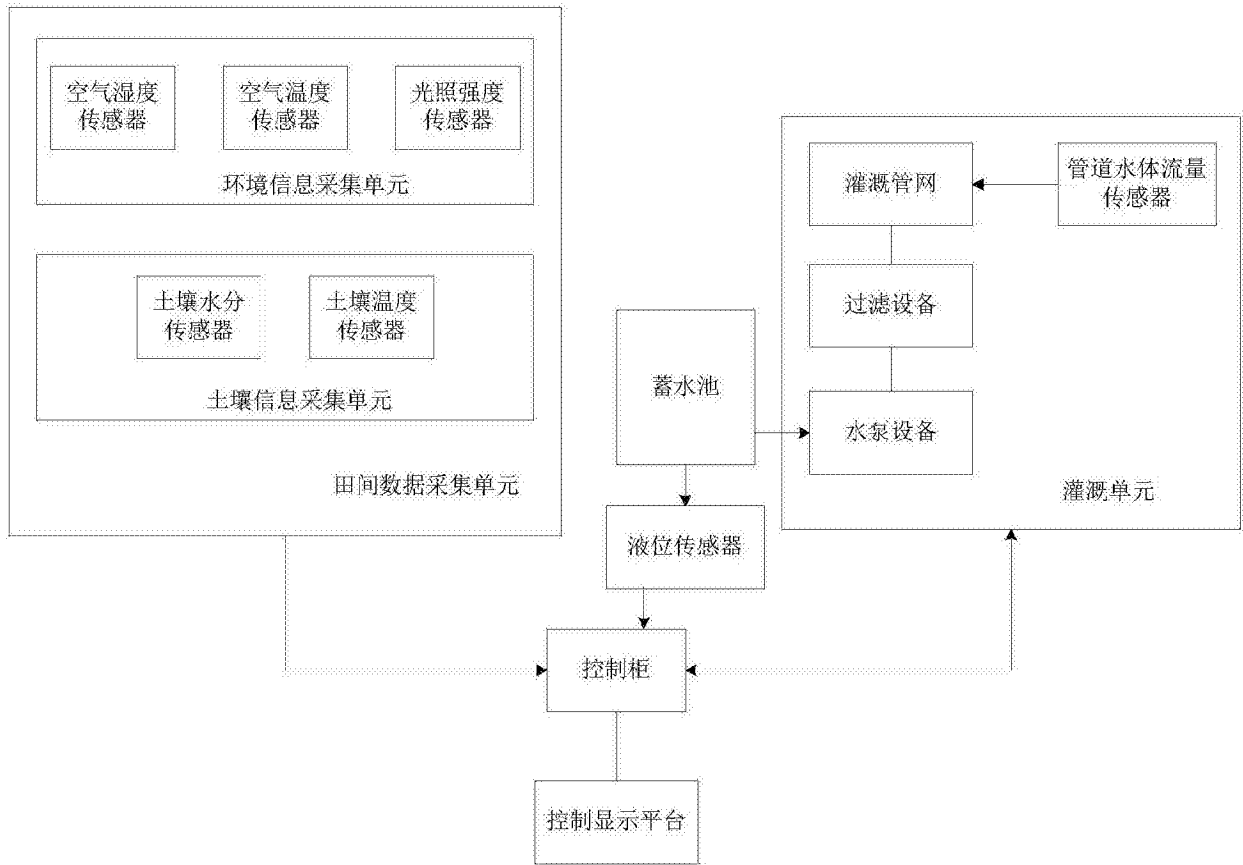 空气湿度
传感器
空气温度
传感器
光照强度
传感器
环境信息采集单元
土壤水分
传感器
土壤温度
传感器
土壤信息采集单元
田间数据采集单元
蓄水池
液位传感器
灌溉管网
管道水体流量
传感器
过滤设备
水泵设备
灌溉单元
控制柜
控制显示平台